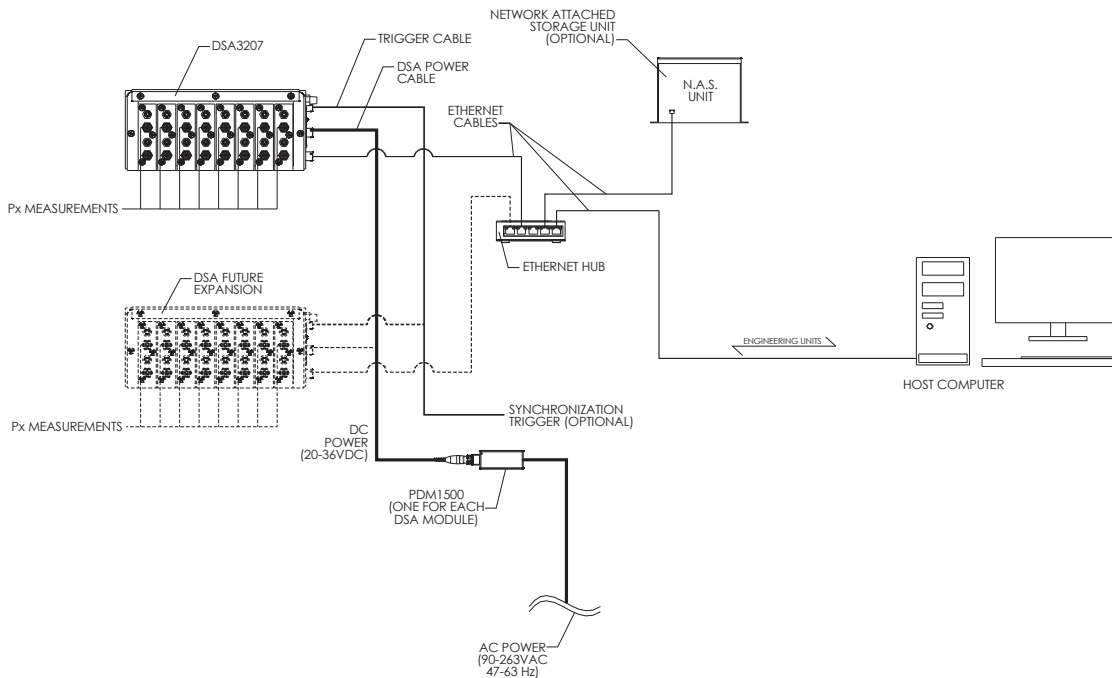 NETWORK ATTACHED
STORAGE UNIT
(OPTIONAL)
TRIGGER CABLE
DSA3207
DSA POWER
CABLE
N.A.S.
UNIT
ETHERNET
CABLES
Px MEASUREMENTS
ETHERNET HUB
DSA FUTURE
EXPANSION
ENGINEERING UNITS
HOST COMPUTER
Px MEASUREMENTS
SYNCHRONIZATION
TRIGGER (OPTIONAL)
DC
POWER
(20-36VDC)
PDM1500
(ONE FOR EACH
DSA MODULE)
AC POWER
(90-263VAC
47-63 Hz)